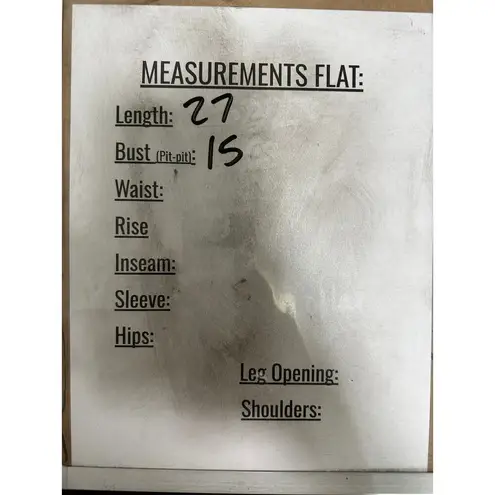 MEASUREMENTS FLAT:
Length: 27
Bust (Pit-pit): 15
Waist:
Rise
Inseam:
Sleeve:
Hips:
Leg Opening:
Shoulders: